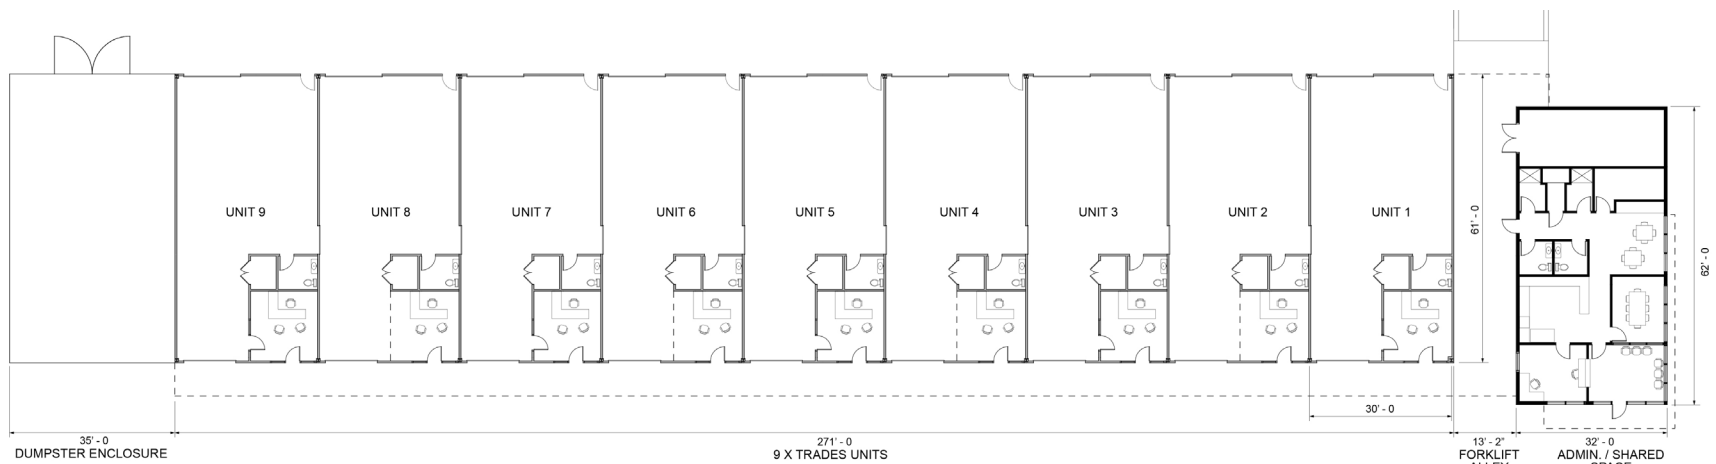 UNIT 9
UNIT 8
UNIT 7
UNIT 6
UNIT 5
UNIT 4
UNIT 3
UNIT 2
UNIT 1
61' - 0
62' - 0
30' - 0
35' - 0
DUMPSTER ENCLOSURE
271' - 0
9 X TRADES UNITS
13' - 2"
FORKLIFT
ALLEY
32' - 0
ADMIN. / SHARED
SPACE